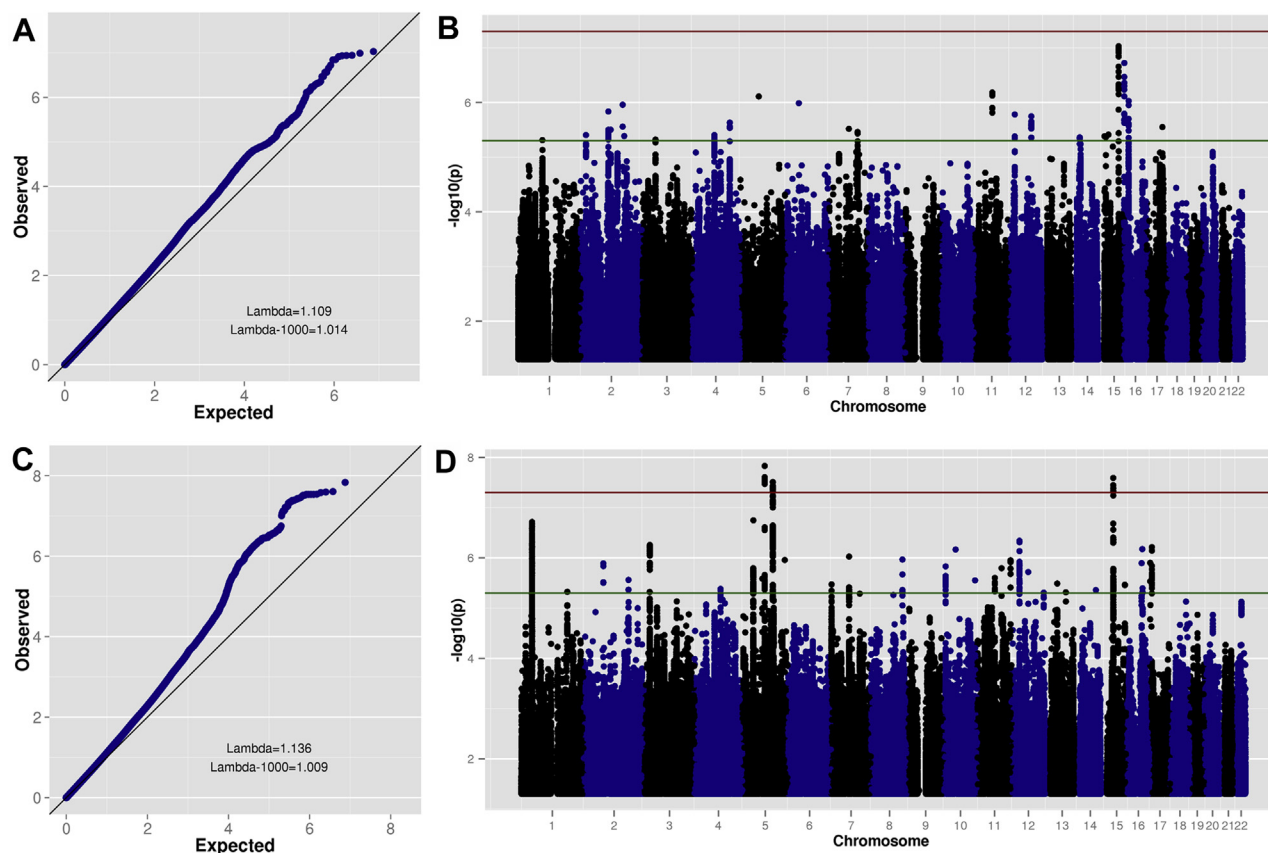 A
Observed
6
4
2
0
Lambda=1.109
Lambda-1000=1.014
0 2 4 6
Expected
B
-log10(p)
6
4
2
1 2 3 4 5 6 7 8 9 10 11 12 13 14 15 16 17 18 19 20 21 22
Chromosome
C
Observed
8
6
4
2
0
Lambda=1.136
Lambda-1000=1.009
0 2 4 6 8
Expected
D
-log10(p)
8
6
4
2
1 2 3 4 5 6 7 8 9 10 11 12 13 14 15 16 17 18 19 20 21 22
Chromosome